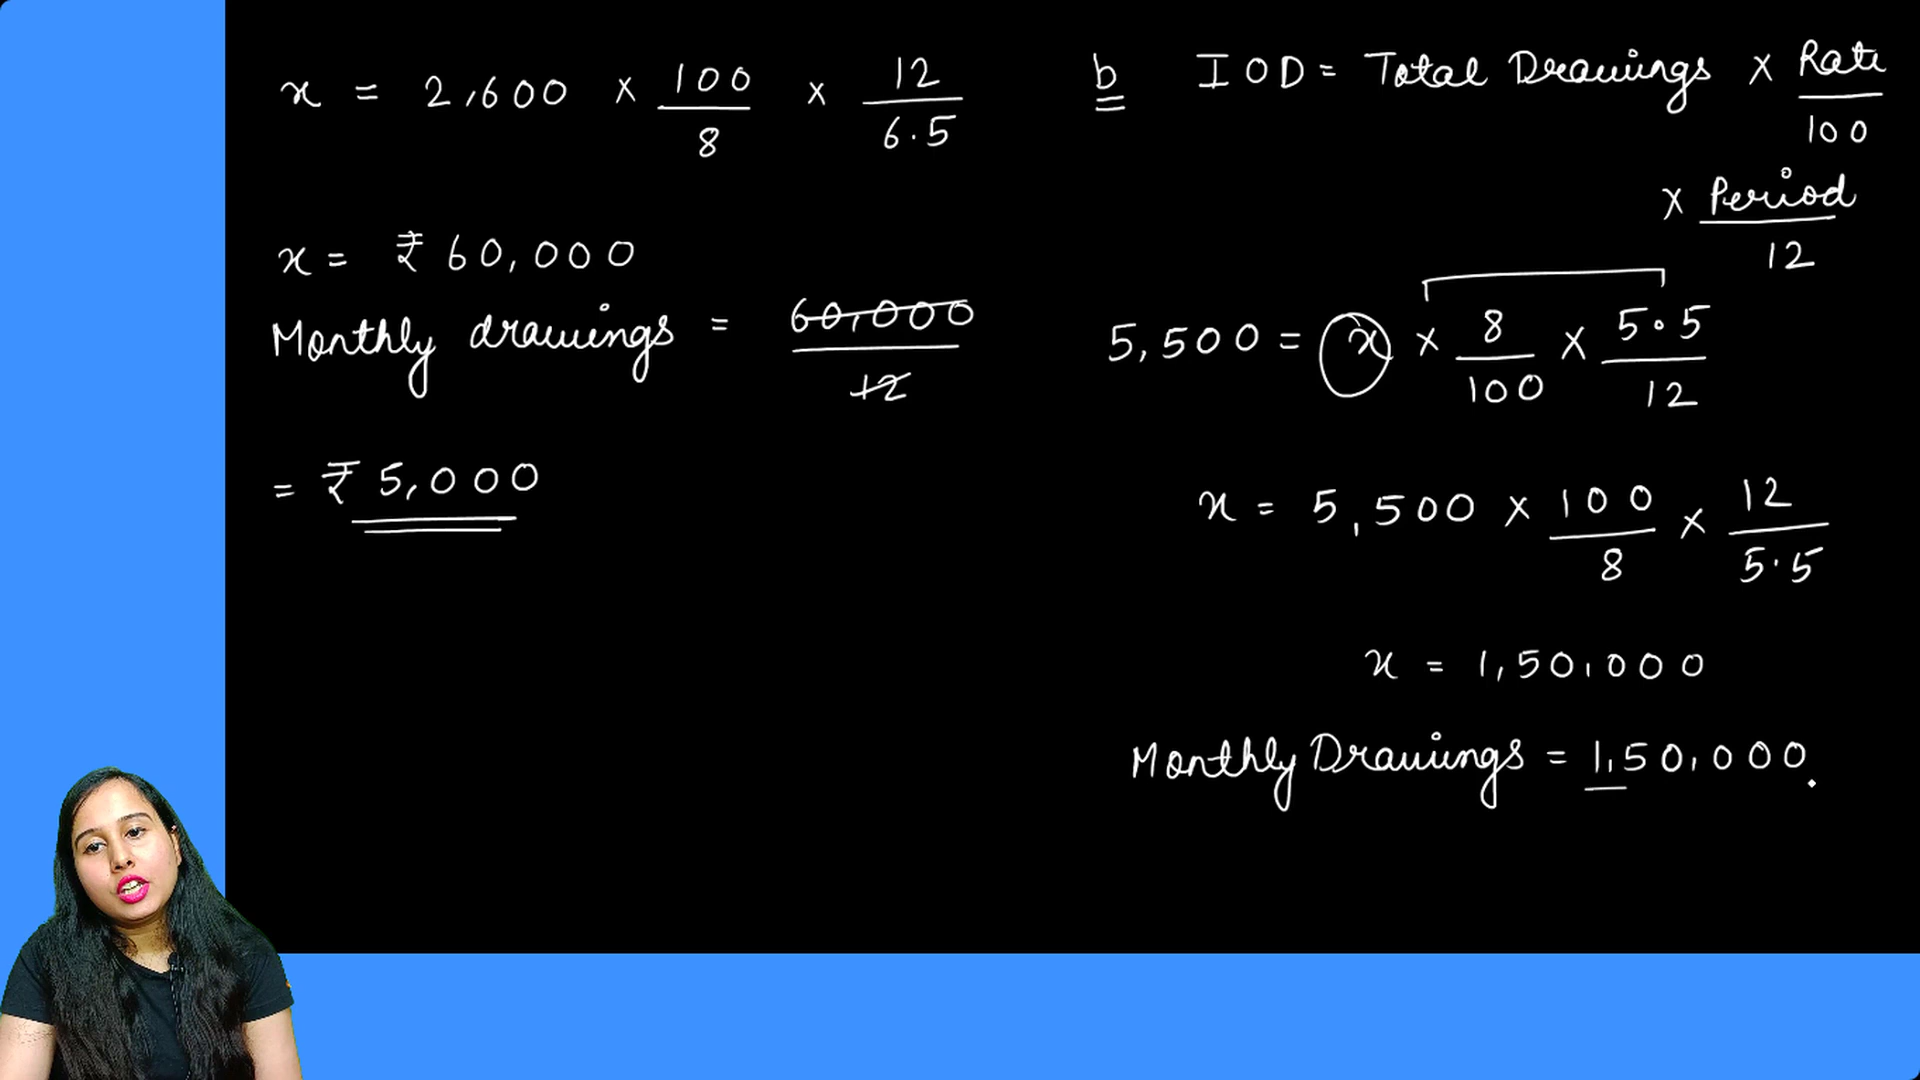 x = 2,600 × 100/8 × 12/6.5
x = ₹ 60,000
Monthly drawings = 60,000/12
= ₹ 5,000
b IOD = Total Drawings × Rate/100
× Period/12
5,500 = x × 8/100 × 5.5/12
x = 5,500 × 100/8 × 12/5.5
x = 1,50,000
Monthly Drawings = 1,50,000.